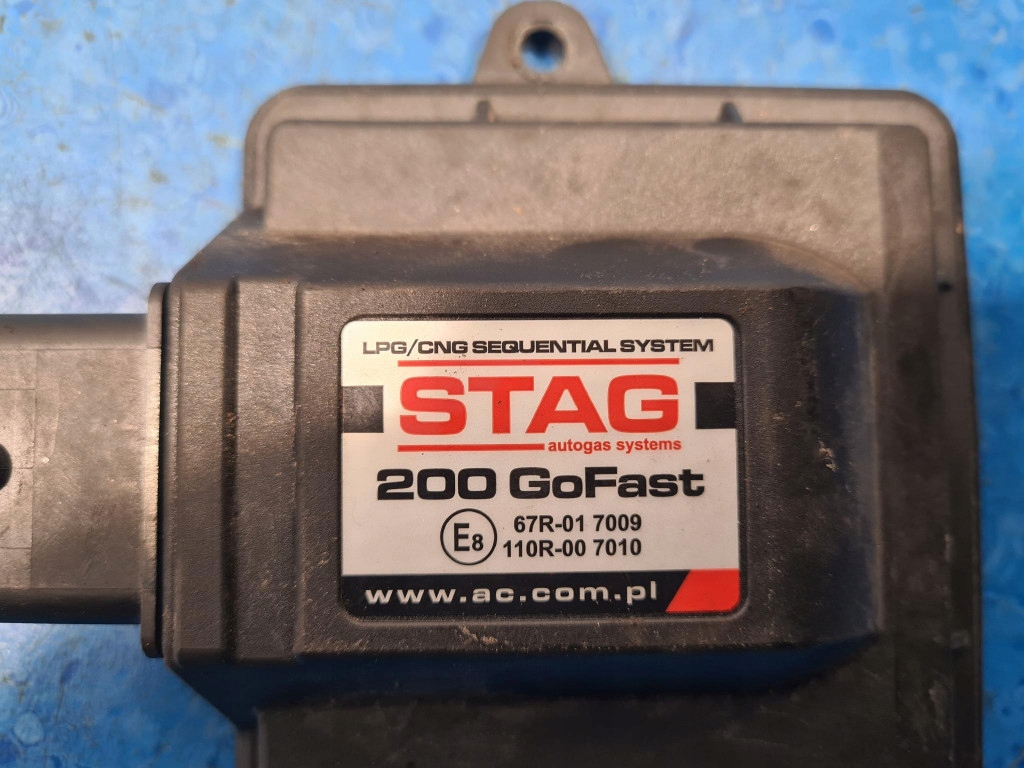 LPG/CNG SEQUENTIAL SYSTEM
STAG
autogas systems
200 GoFast
E8 67R-01 7009
110R-00 7010
www.ac.com.pl